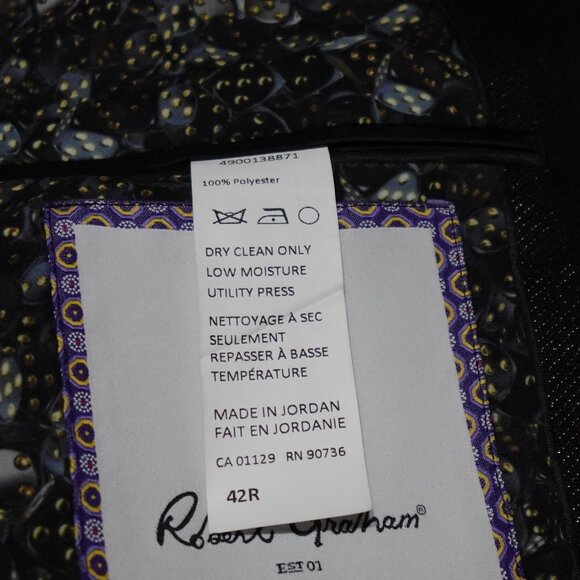 4900138871
100% Polyester
DRY CLEAN ONLY
LOW MOISTURE
UTILITY PRESS
NETTOYAGE À SEC
SEULEMENT
REPASSER À BASSE
TEMPÉRATURE
MADE IN JORDAN
FAIT EN JORDANIE
CA 01129 RN 90736
42R
Robert Graham®
EST 01